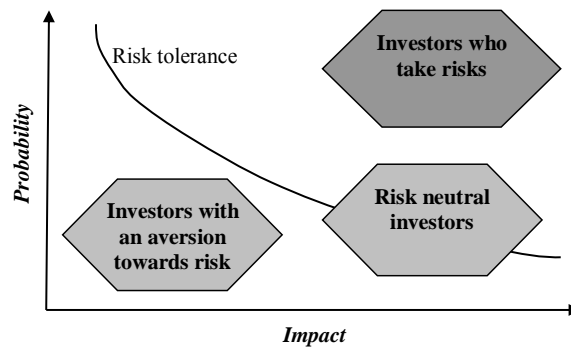 Investors who
take risks
Risk tolerance
Probability
Investors with
an aversion
towards risk
Risk neutral
investors
Impact